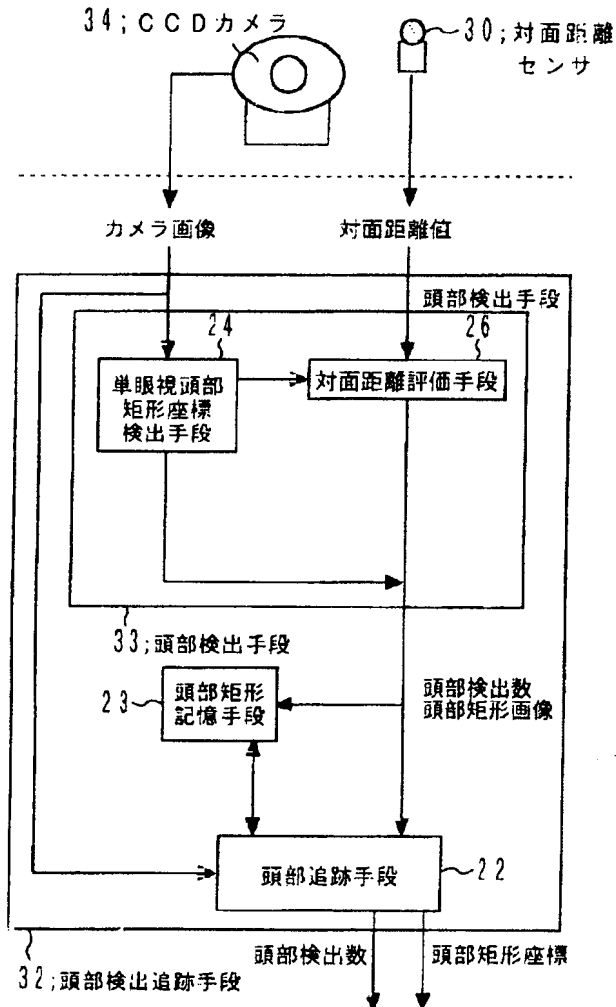 34;CCDカメラ
30;対面距離
センサ
カメラ画像
対面距離値
頭部検出手段
24
26
単眼視頭部
矩形座標
検出手段
対面距離評価手段
33;頭部検出手段
23
頭部矩形
記憶手段
頭部検出数
頭部矩形画像
頭部追跡手段
22
頭部検出数
頭部矩形座標
32;頭部検出追跡手段